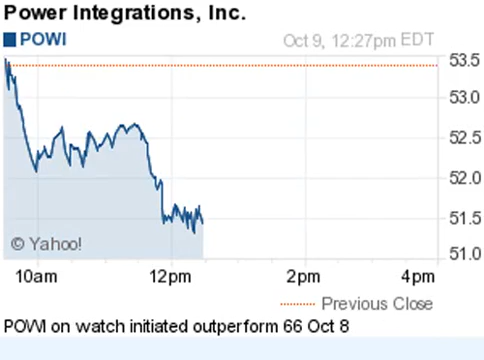 Power Integrations, Inc.
POWI Oct 9, 12:27pm EDT
53.5
53.0
52.5
52.0
51.5
51.0
© Yahoo!
10am 12pm 2pm 4pm
Previous Close
POWI on watch initiated outperform 66 Oct 8